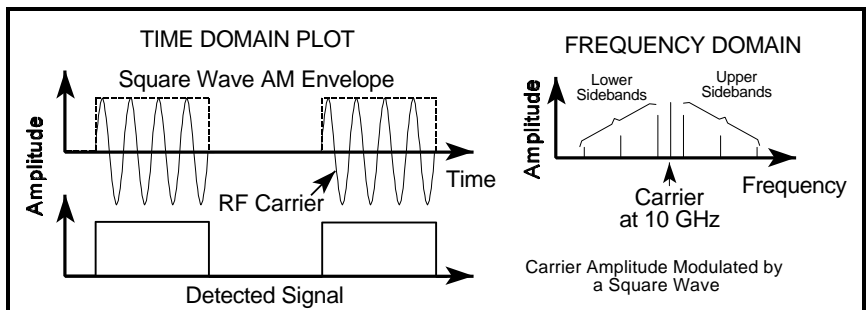 TIME DOMAIN PLOT
Square Wave AM Envelope
Amplitude
Time
RF Carrier
Detected Signal
FREQUENCY DOMAIN
Lower
Sidebands
Upper
Sidebands
Amplitude
Frequency
Carrier
at 10 GHz
Carrier Amplitude Modulated by
a Square Wave